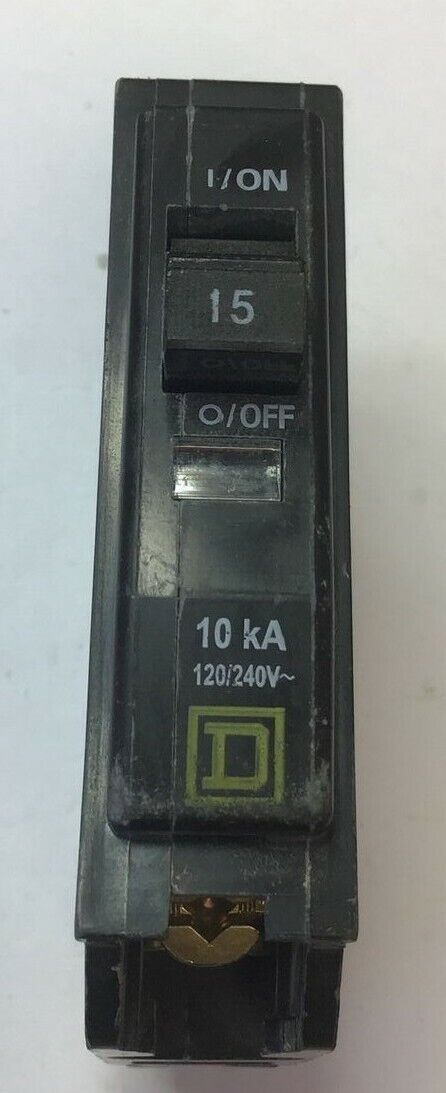 I/ON
15
O/OFF
10 kA
120/240V~
D